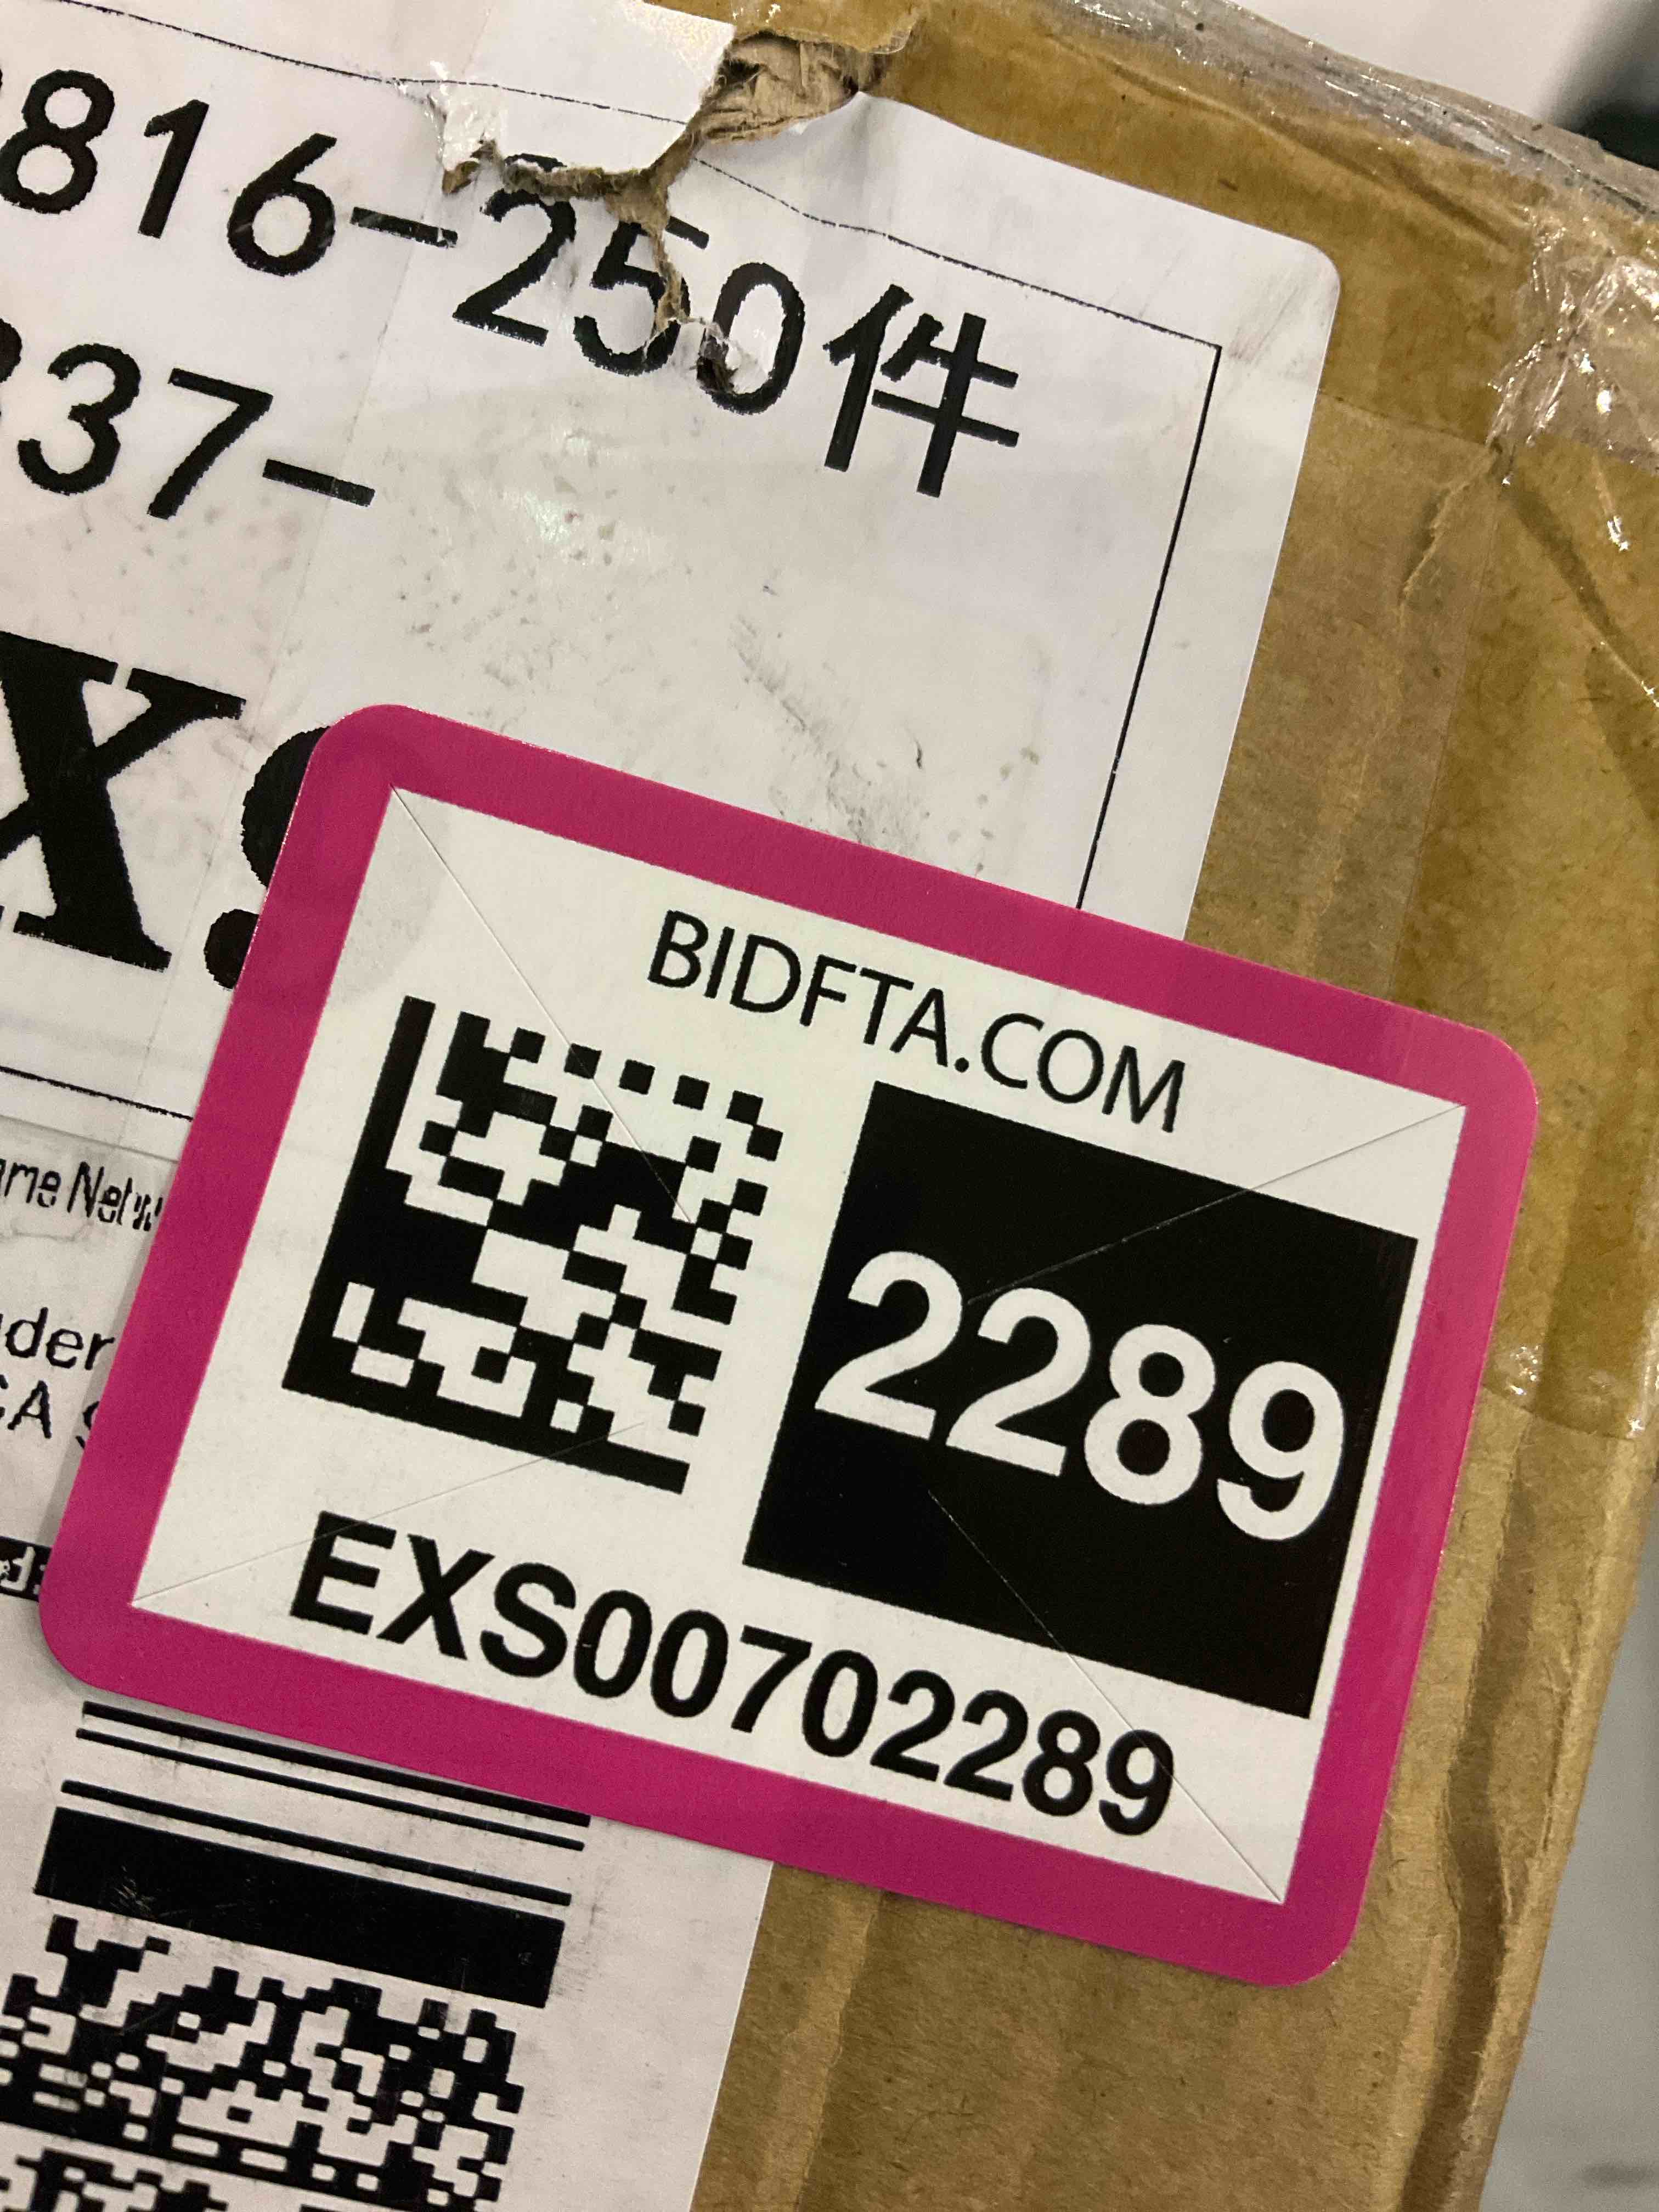 816-250件
37-
X
BIDFTA.COM
2289
EXS00702289